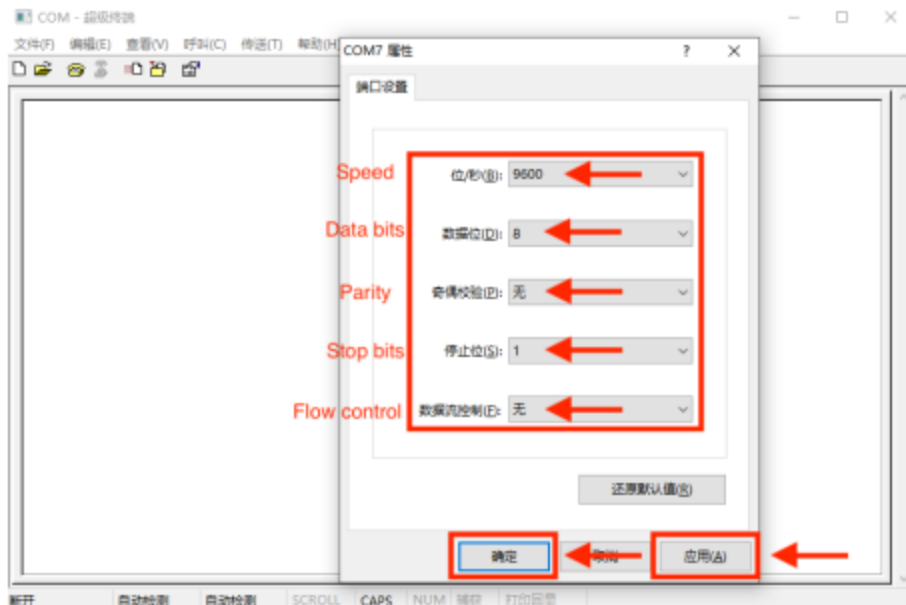 COM - 超级终端
文件(F) 编辑(E) 查看(V) 呼叫(C) 传送(T) 帮助(H)
COM7 属性
端口设置
Speed 位/秒(B): 9600
Data bits 数据位(D): 8
Parity 奇偶校验(P): 无
Stop bits 停止位(S): 1
Flow control 数据流控制(F): 无
还原默认值(R)
确定 取消 应用(A)
断开 自动检测 自动检测 SCROLL CAPS NUM 捕获 打印回显